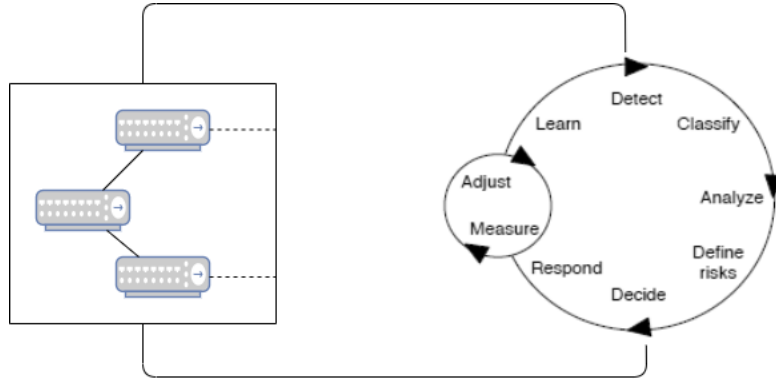 Detect
Learn
Classify
Adjust
Analyze
Measure
Define
risks
Respond
Decide